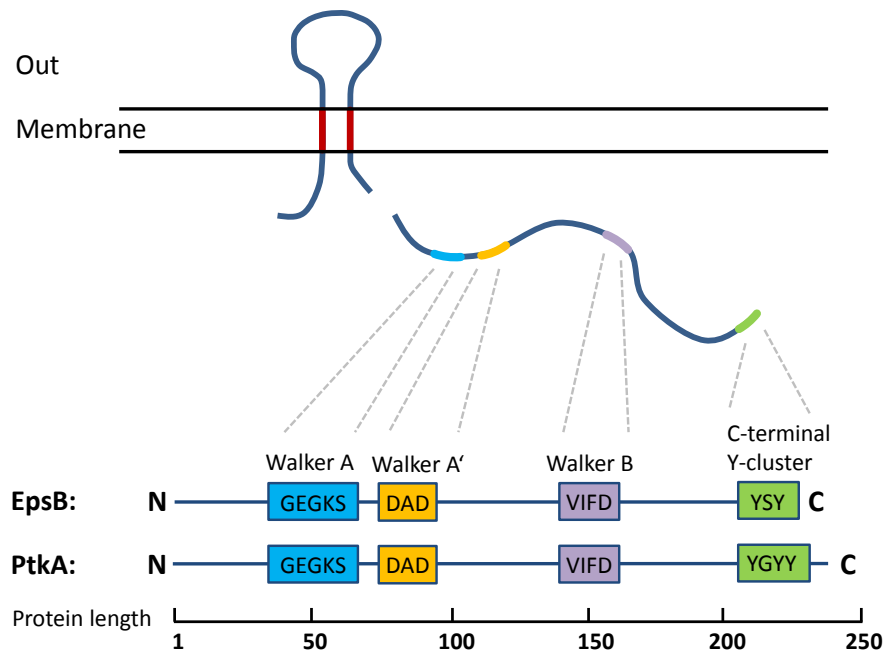 Out
Membrane
C-terminal
Walker A Walker A‘ Walker B Y-cluster
EpsB: N GEGKS DAD VIFD YSY C
PtkA: N GEGKS DAD VIFD YGYY C
Protein length
1 50 100 150 200 250